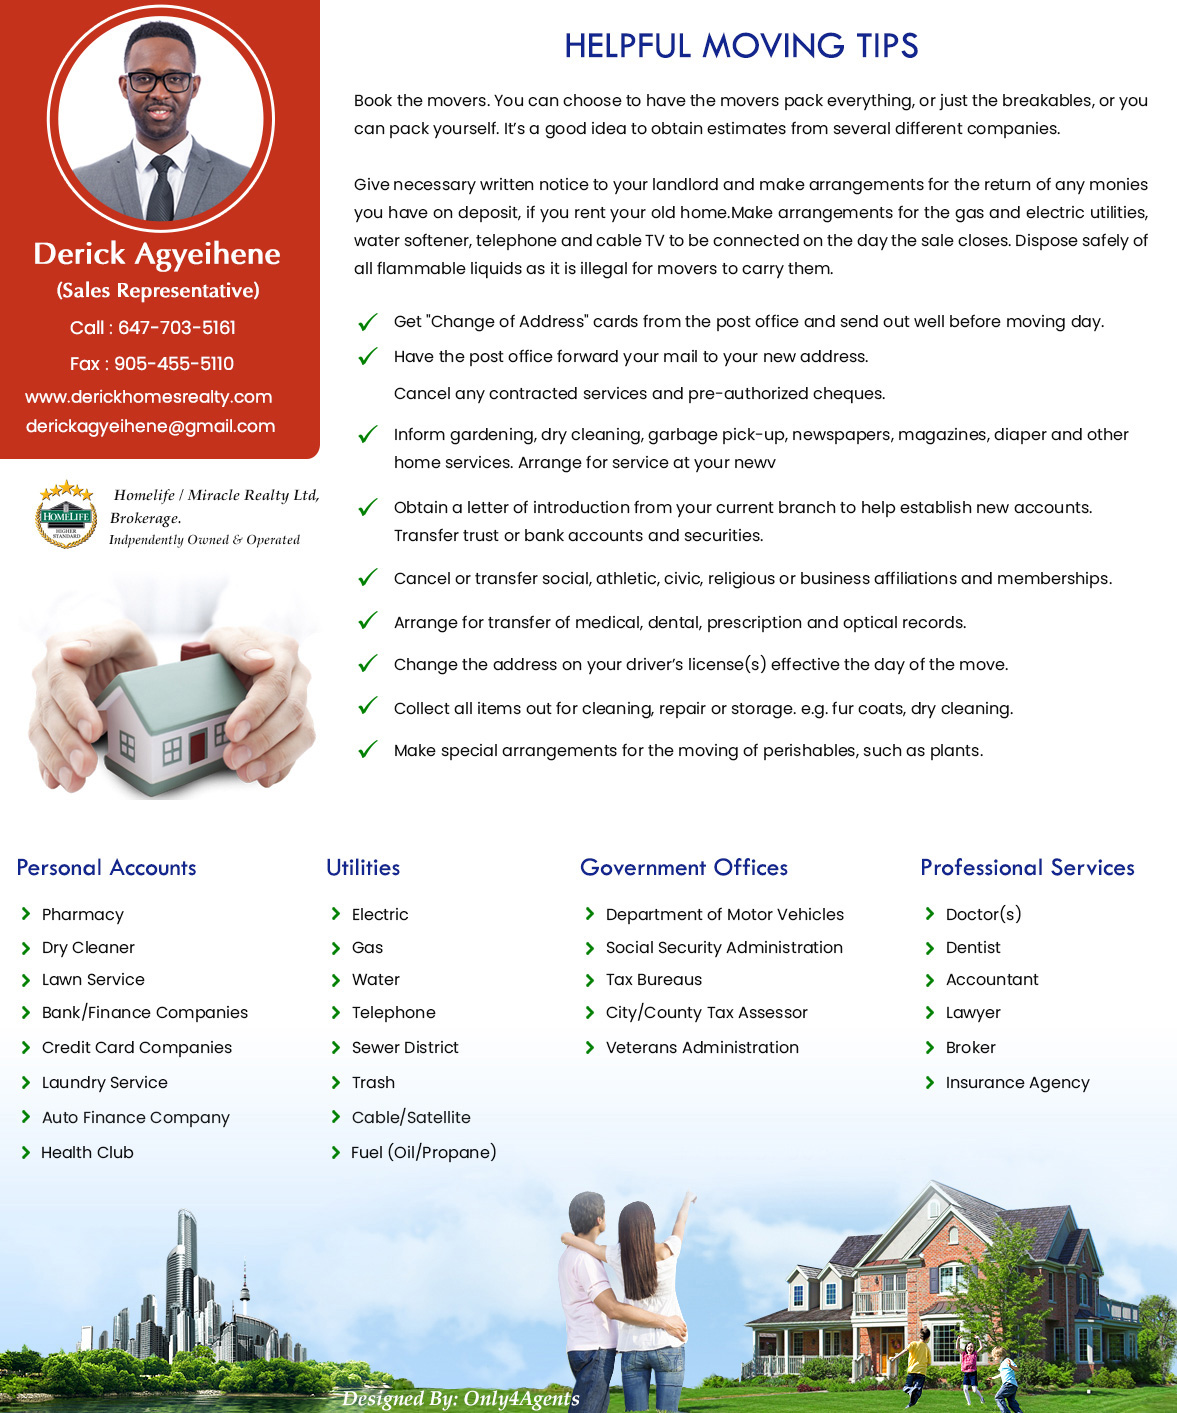 Derick Agyeihene
(Sales Representative)
Call : 647-703-5161
Fax : 905-455-5110
www.derickhomesrealty.com
derickagyeihene@gmail.com
HOMELIFE
HIGHER
STANDARD
Homelife / Miracle Realty Ltd,
Brokerage.
Indpendently Owned & Operated
HELPFUL MOVING TIPS
Book the movers. You can choose to have the movers pack everything, or just the breakables, or you
can pack yourself. It’s a good idea to obtain estimates from several different companies.
Give necessary written notice to your landlord and make arrangements for the return of any monies
you have on deposit, if you rent your old home.Make arrangements for the gas and electric utilities,
water softener, telephone and cable TV to be connected on the day the sale closes. Dispose safely of
all flammable liquids as it is illegal for movers to carry them.
Get "Change of Address" cards from the post office and send out well before moving day.
Have the post office forward your mail to your new address.
Cancel any contracted services and pre-authorized cheques.
Inform gardening, dry cleaning, garbage pick-up, newspapers, magazines, diaper and other
home services. Arrange for service at your newv
Obtain a letter of introduction from your current branch to help establish new accounts.
Transfer trust or bank accounts and securities.
Cancel or transfer social, athletic, civic, religious or business affiliations and memberships.
Arrange for transfer of medical, dental, prescription and optical records.
Change the address on your driver’s license(s) effective the day of the move.
Collect all items out for cleaning, repair or storage. e.g. fur coats, dry cleaning.
Make special arrangements for the moving of perishables, such as plants.
Personal Accounts
Pharmacy
Dry Cleaner
Lawn Service
Bank/Finance Companies
Credit Card Companies
Laundry Service
Auto Finance Company
Health Club
Utilities
Electric
Gas
Water
Telephone
Sewer District
Trash
Cable/Satellite
Fuel (Oil/Propane)
Government Offices
Department of Motor Vehicles
Social Security Administration
Tax Bureaus
City/County Tax Assessor
Veterans Administration
Professional Services
Doctor(s)
Dentist
Accountant
Lawyer
Broker
Insurance Agency
Designed By: Only4Agents